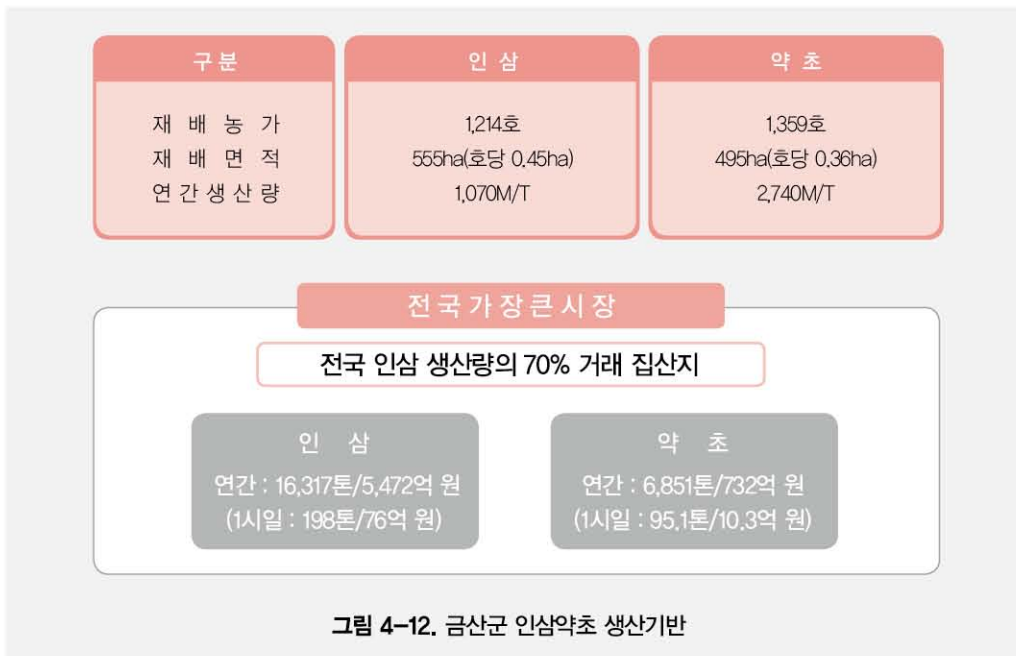 구분 인삼 약초
재배농가 1,214호 1,359호
재배면적 555ha(호당 0.45ha) 495ha(호당 0.36ha)
연간생산량 1,070M/T 2,740M/T
전국가장큰시장
전국 인삼 생산량의 70% 거래 집산지
인 삼
연간 : 16,317톤/5,472억 원
(1시일 : 198톤/76억 원)
약 초
연간 : 6,851톤/732억 원
(1시일 : 95.1톤/10.3억 원)
그림 4-12. 금산군 인삼약초 생산기반